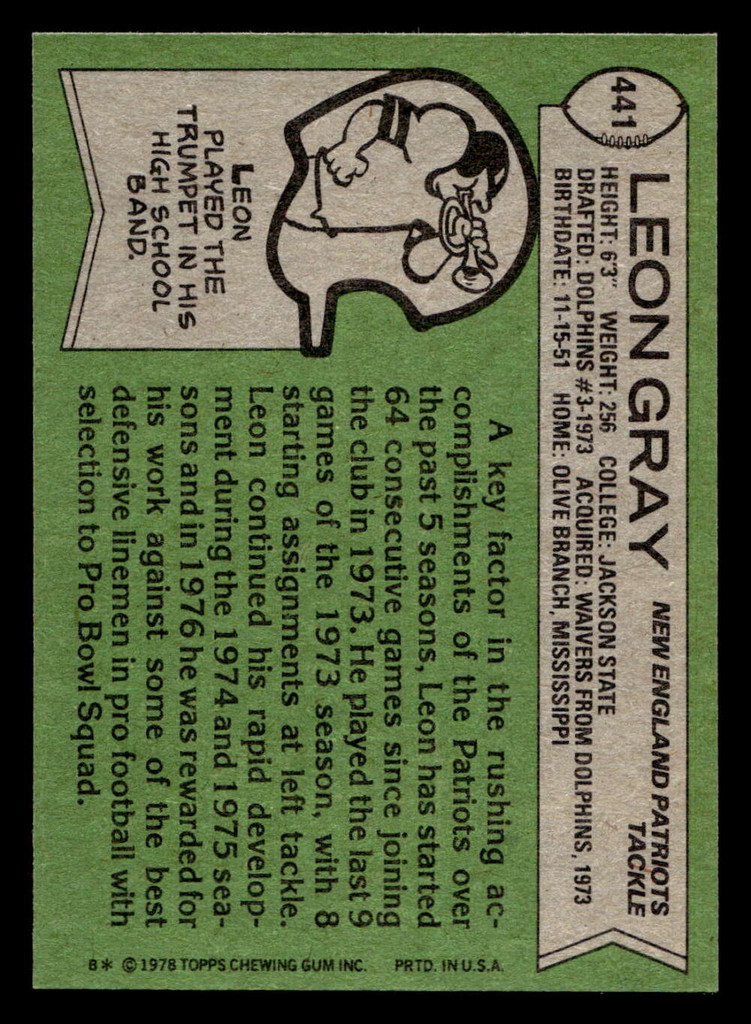 441
LEON GRAY
NEW ENGLAND PATRIOTS
TACKLE
HEIGHT: 6'3" WEIGHT: 256 COLLEGE: JACKSON STATE
DRAFTED: DOLPHINS #3-1973 ACQUIRED: WAIVERS FROM DOLPHINS, 1973
BIRTHDATE: 11-15-51 HOME: OLIVE BRANCH, MISSISSIPPI
LEON
PLAYED THE
TRUMPET IN HIS
HIGH SCHOOL
BAND.
A key factor in the rushing ac-
complishments of the Patriots over
the past 5 seasons, Leon has started
64 consecutive games since joining
the club in 1973. He played the last 9
games of the 1973 season, with 8
starting assignments at left tackle.
Leon continued his rapid develop-
ment during the 1974 and 1975 sea-
sons and in 1976 he was rewarded for
his work against some of the best
defensive linemen in pro football with
selection to Pro Bowl Squad.
B* © 1978 TOPPS CHEWING GUM INC. PRTD. IN U.S.A.